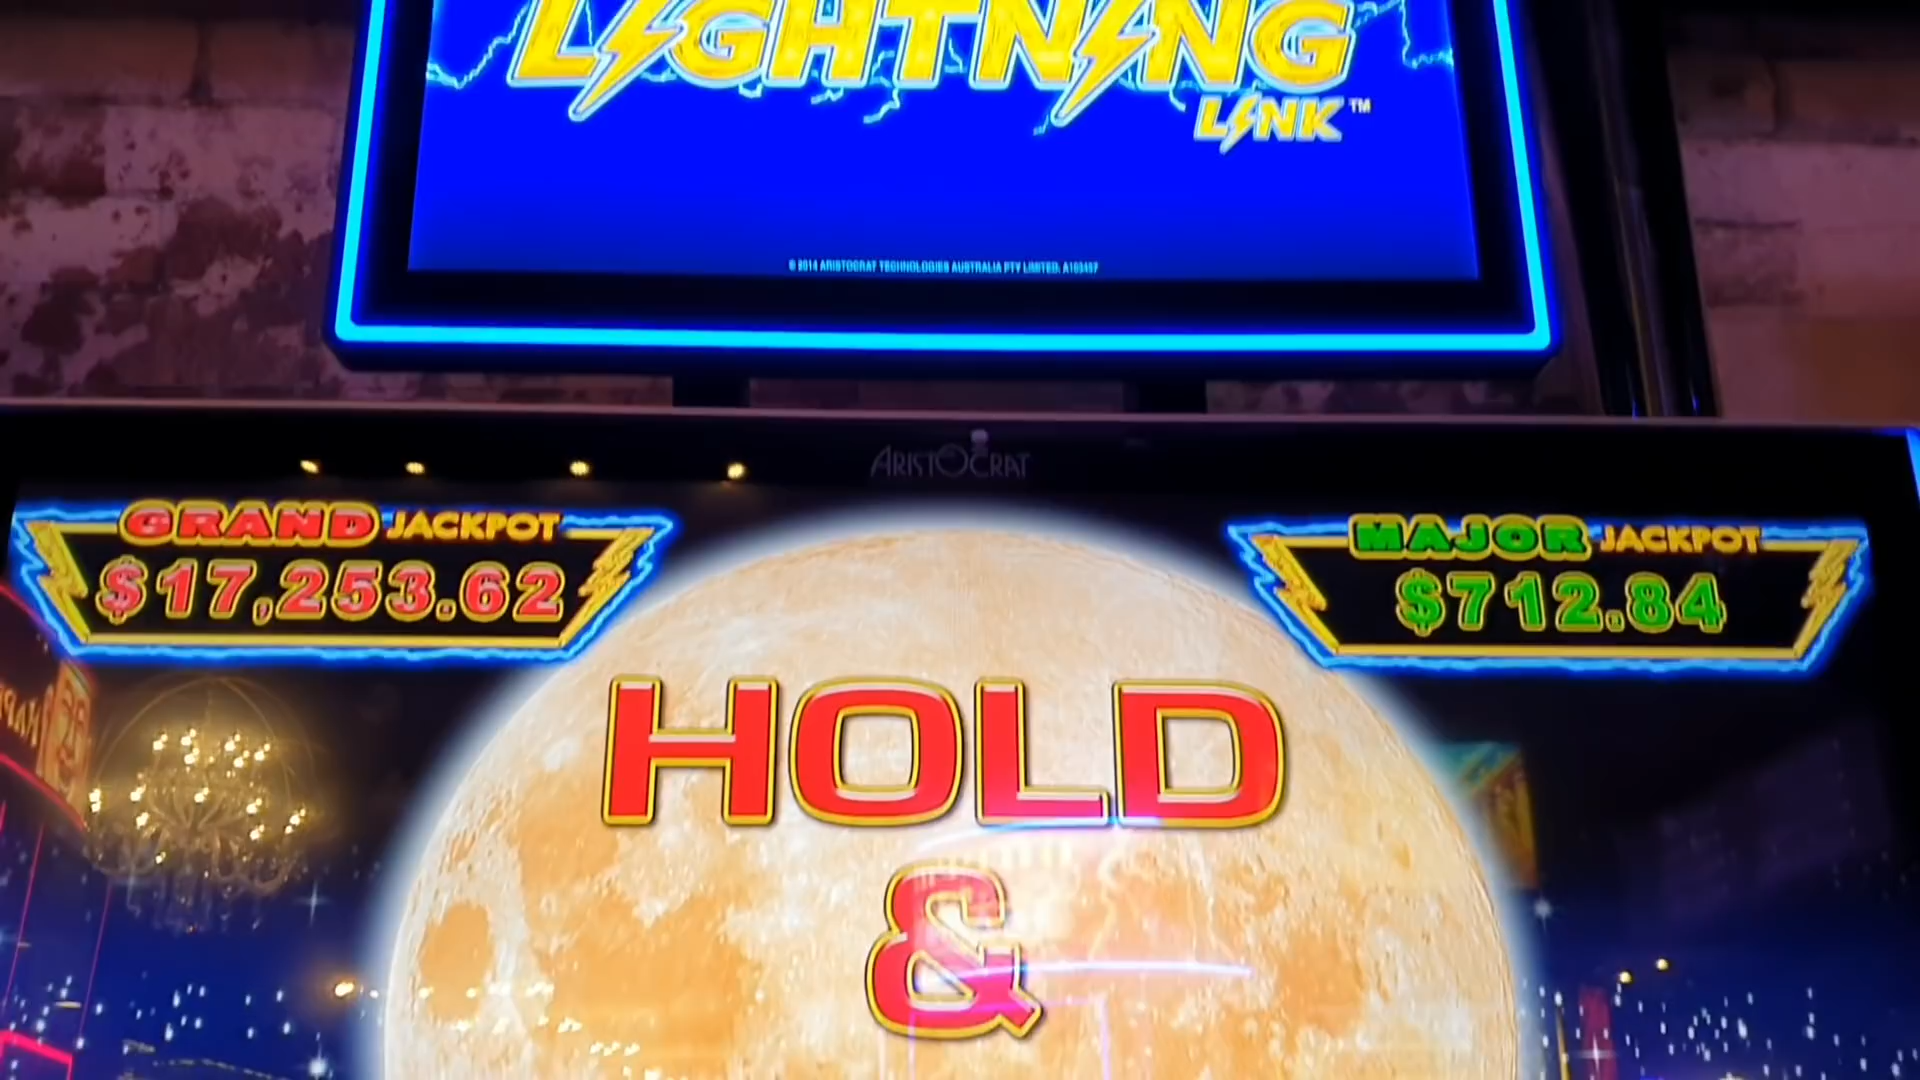 LIGHTNING
LINK™
© 2014 ARISTOCRAT TECHNOLOGIES AUSTRALIA PTY LIMITED.
ARISTOCRAT
GRAND JACKPOT
$17,253.62
MAJOR JACKPOT
$712.84
HOLD
&